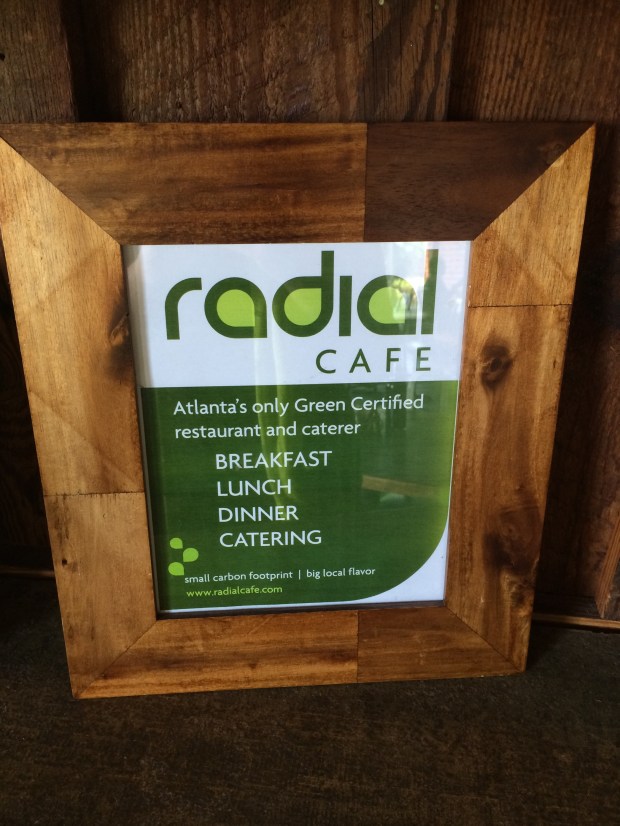 radial
CAFE
Atlanta's only Green Certified
restaurant and caterer
BREAKFAST
LUNCH
DINNER
CATERING
small carbon footprint | big local flavor
www.radialcafe.com